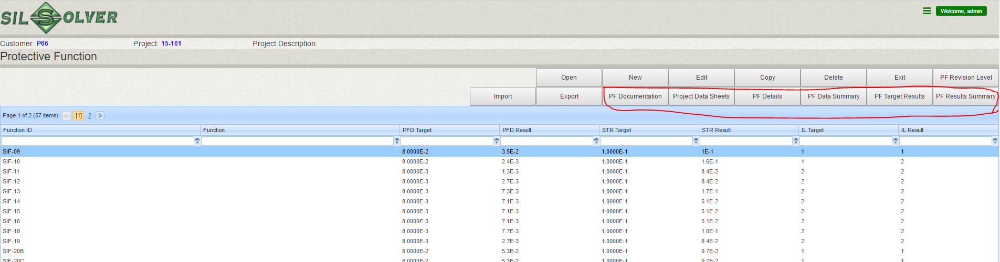 SIL SOLVER
Welcome, admin
Customer: P66 Project: 15-161 Project Description:
Protective Function
Open New Edit Copy Delete Exit PF Revision Level
Import Export PF Documentation Project Data Sheets PF Details PF Data Summary PF Target Results PF Results Summary
Page 1 of 2 (57 items) < [1] 2 >
Function ID Function PFD Target PFD Result STR Target STR Result IL Target IL Result
SIF-09 8.0000E-2 3.5E-2 1.0000E-1 1E-1 1 1
SIF-10 8.0000E-2 2.4E-3 1.0000E-1 1.6E-1 1 2
SIF-11 8.0000E-3 1.3E-3 1.0000E-1 8.4E-2 2 2
SIF-12 8.0000E-3 2.7E-3 1.0000E-1 8.4E-2 2 2
SIF-13 8.0000E-3 7.3E-3 1.0000E-1 1.7E-1 2 2
SIF-14 8.0000E-3 7.1E-3 1.0000E-1 5.1E-2 2 2
SIF-15 8.0000E-3 7.1E-3 1.0000E-1 5.1E-2 2 2
SIF-16 8.0000E-3 7.1E-3 1.0000E-1 5.1E-2 2 2
SIF-18 8.0000E-3 7.7E-3 1.0000E-1 1.6E-1 2 2
SIF-19 8.0000E-3 2.7E-3 1.0000E-1 8.4E-2 2 2
SIF-20B 8.0000E-2 5.3E-2 1.0000E-1 9.7E-2 1 1
SIF-20C 8.0000E-2 5.3E-2 1.0000E-1 9.7E-2 1 1